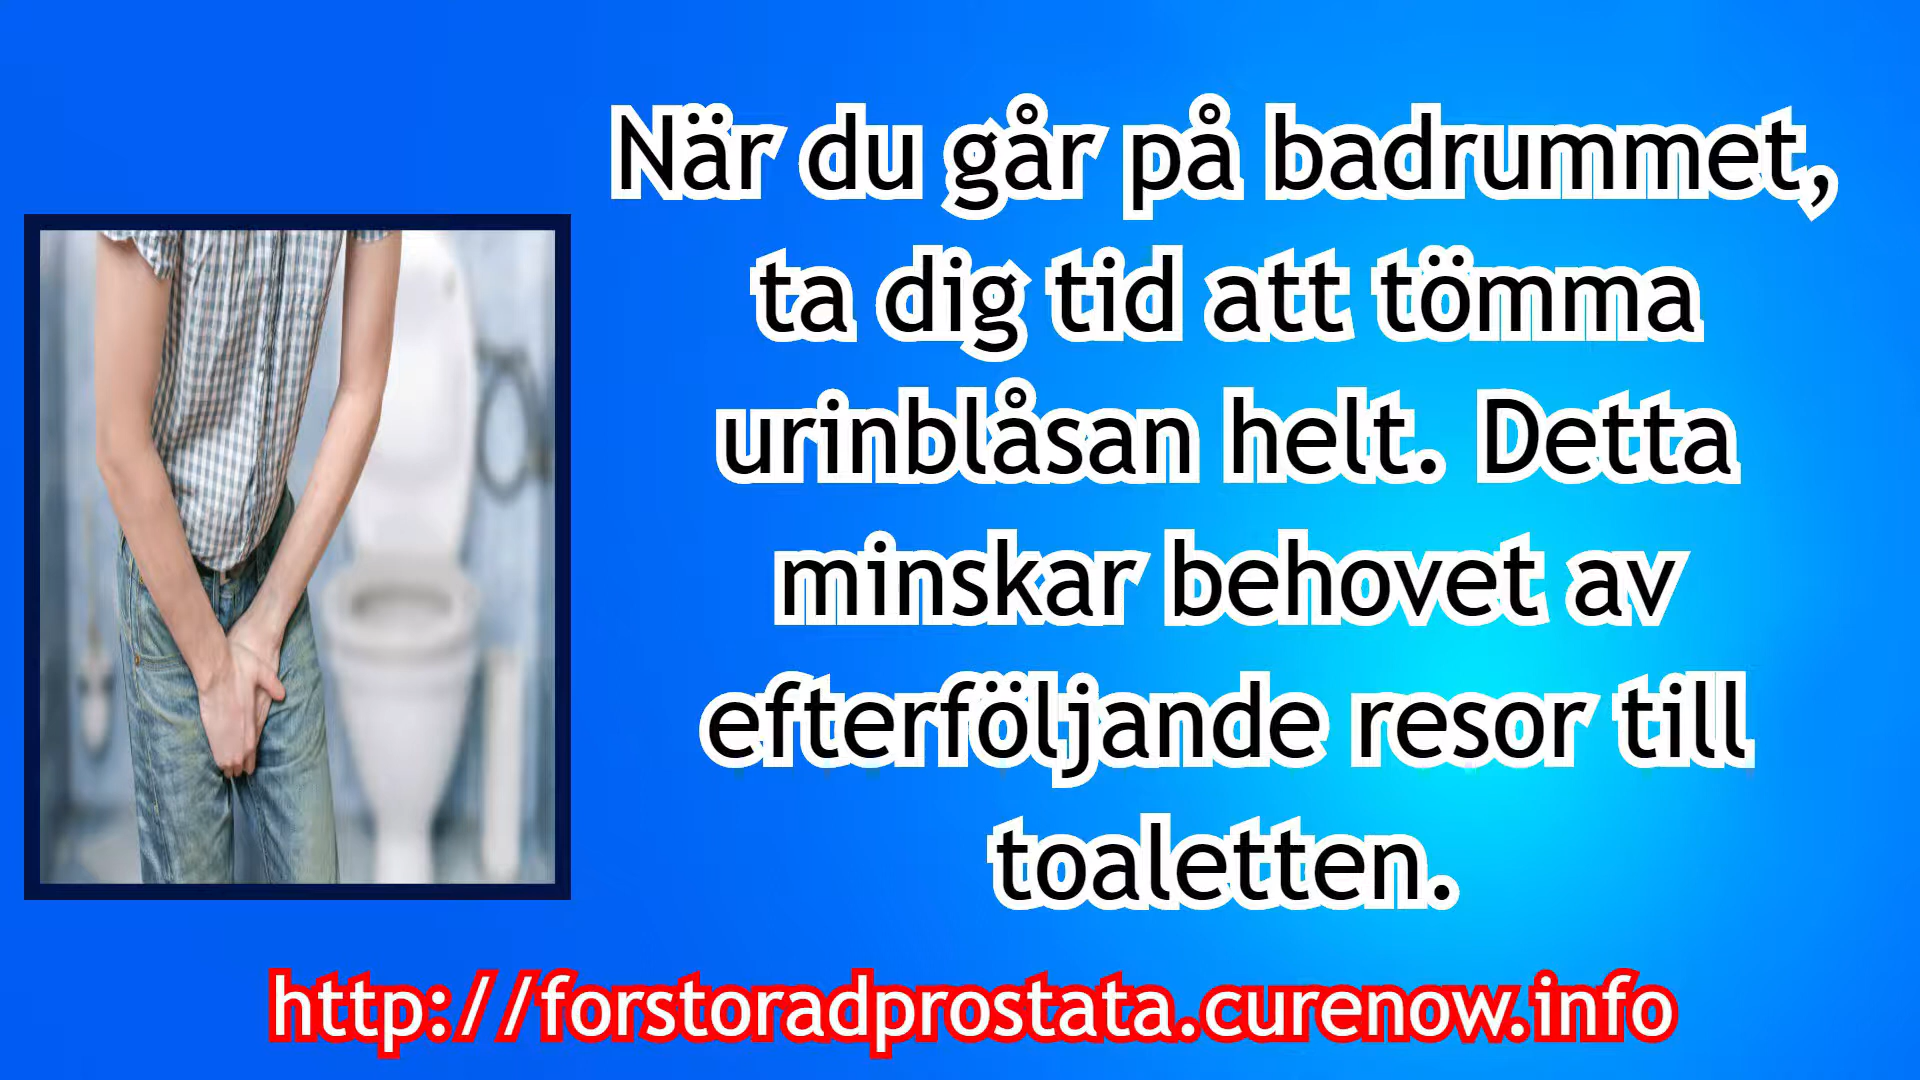 När du går på badrummet,
ta dig tid att tömma
urinblåsan helt. Detta
minskar behovet av
efterföljande resor till
toaletten.
http://forstoradprostata.curenow.info